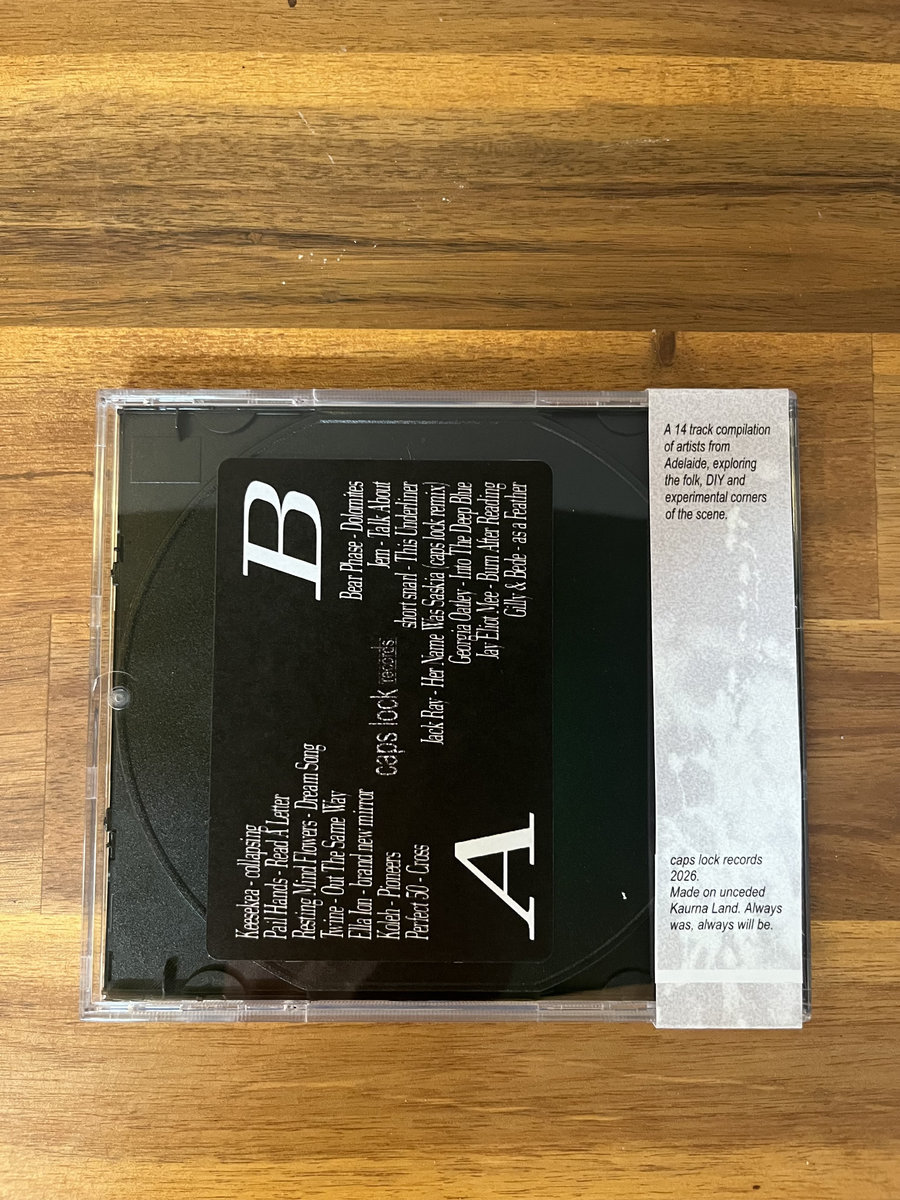 A
Keesekea - collapsing
Pail Hands - Read A Letter
Resting Mind Flowers - Dream Song
Twine - Out The Same Way
Ella Ion - brand new mirror
Koleh - Pioneers
Perfect 50 - Cross
caps lock records
B
Bear Phase - Dolomites
Jem - Talk About
short snarl - This Underliner
Jack Ray - Her Name Was Saskia (caps lock remix)
Georgia Oatley - Into The Deep Blue
Jay Eliot Mee - Burn After Reading
Gilly & Bede - as a Feather
A 14 track compilation
of artists from
Adelaide, exploring
the folk, DIY and
experimental corners
of the scene.
caps lock records
2026.
Made on unceded
Kaurna Land. Always
was, always will be.